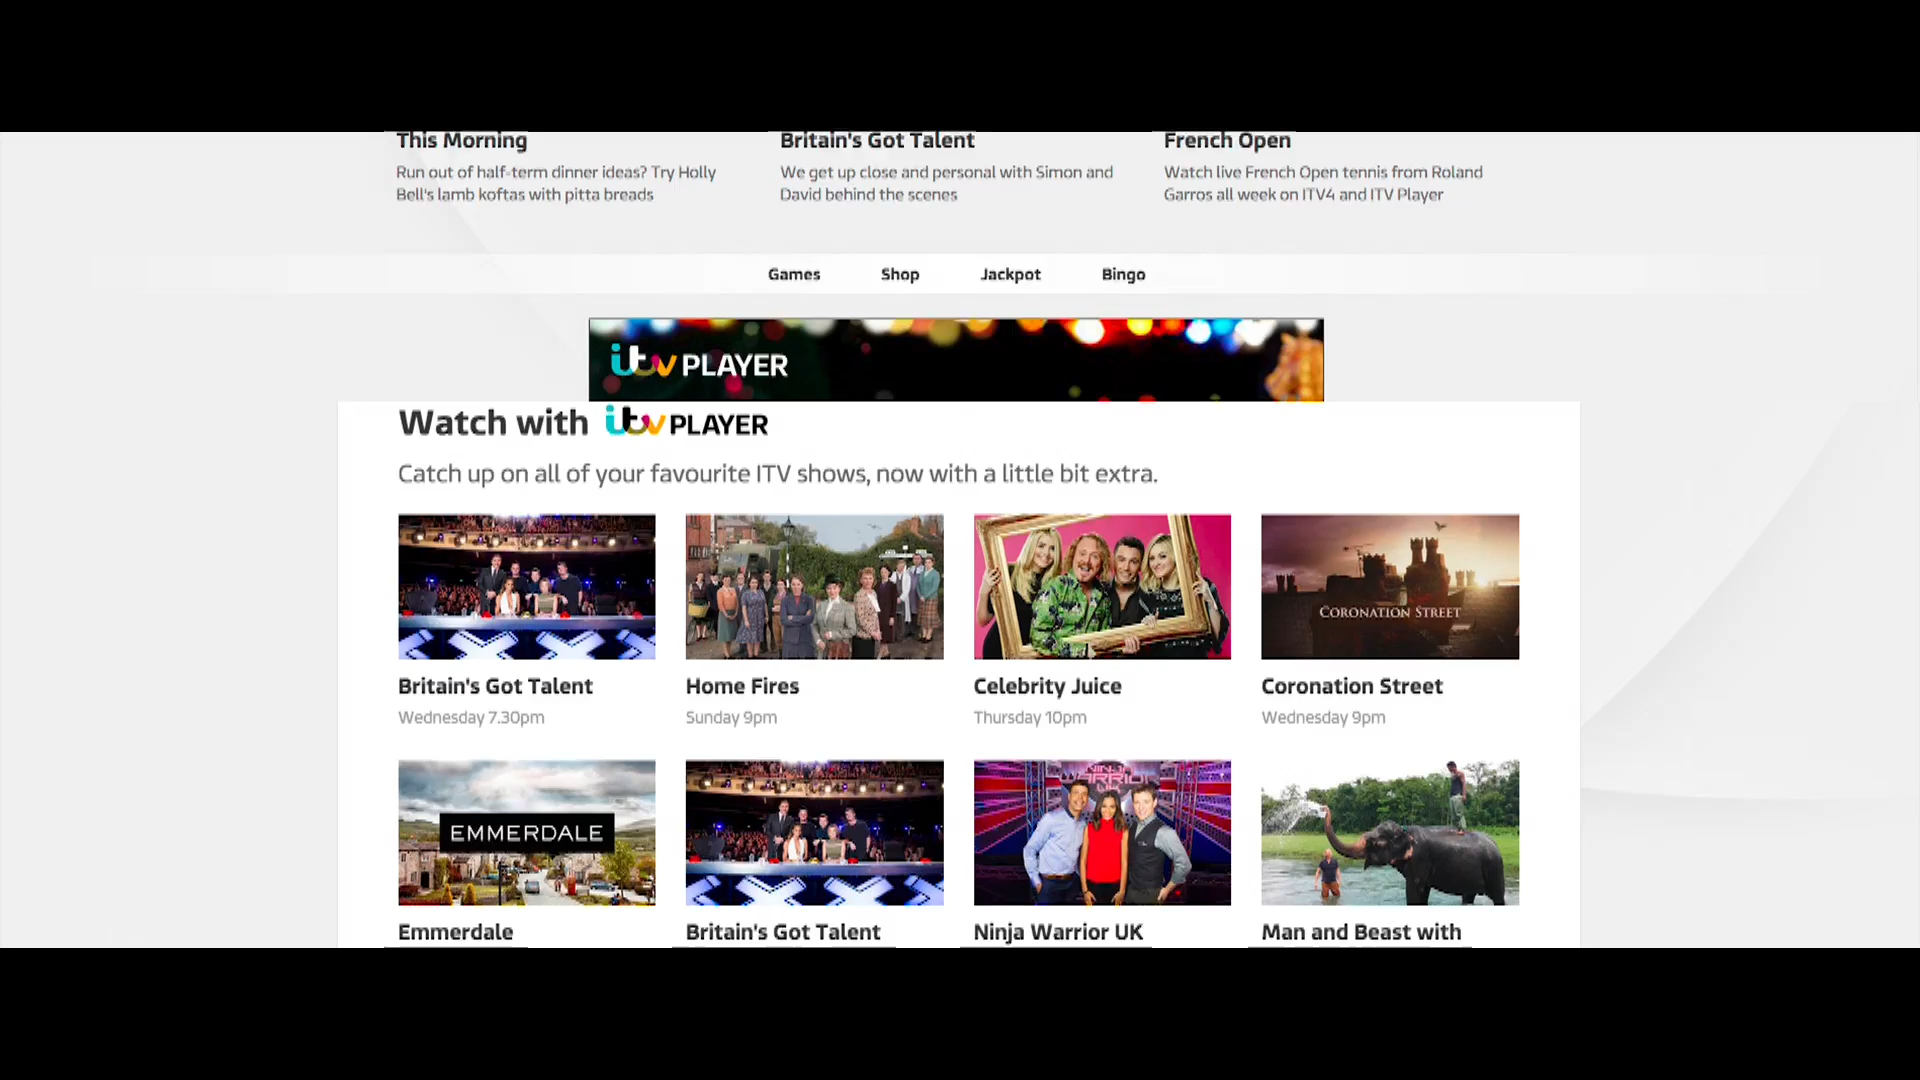 This Morning
Run out of half-term dinner ideas? Try Holly
Bell's lamb koftas with pitta breads
Britain's Got Talent
We get up close and personal with Simon and
David behind the scenes
French Open
Watch live French Open tennis from Roland
Garros all week on ITV4 and ITV Player
Games Shop Jackpot Bingo
itv PLAYER
Watch with itv PLAYER
Catch up on all of your favourite ITV shows, now with a little bit extra.
Britain's Got Talent
Wednesday 7.30pm
Home Fires
Sunday 9pm
Celebrity Juice
Thursday 10pm
CORONATION STREET
Coronation Street
Wednesday 9pm
EMMERDALE
Emmerdale
Britain's Got Talent
NINJA
WARRIOR
UK
Ninja Warrior UK
Man and Beast with